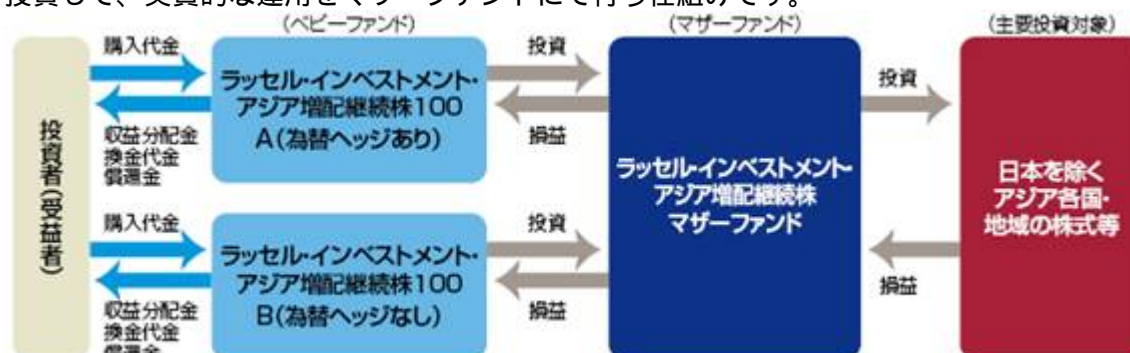 投資して、実質的な運用をマザーファンドにて行う仕組みです。
(ベビーファンド)
(マザーファンド)
(主要投資対象)
投資者(受益者)
購入代金
収益分配金
換金代金
償還金
ラッセル・インベストメント・
アジア増配継続株100
A(為替ヘッジあり)
投資
損益
購入代金
収益分配金
換金代金
償還金
ラッセル・インベストメント・
アジア増配継続株100
B(為替ヘッジなし)
投資
損益
ラッセル・インベストメント・
アジア増配継続株
マザーファンド
投資
損益
日本を除く
アジア各国・
地域の株式等